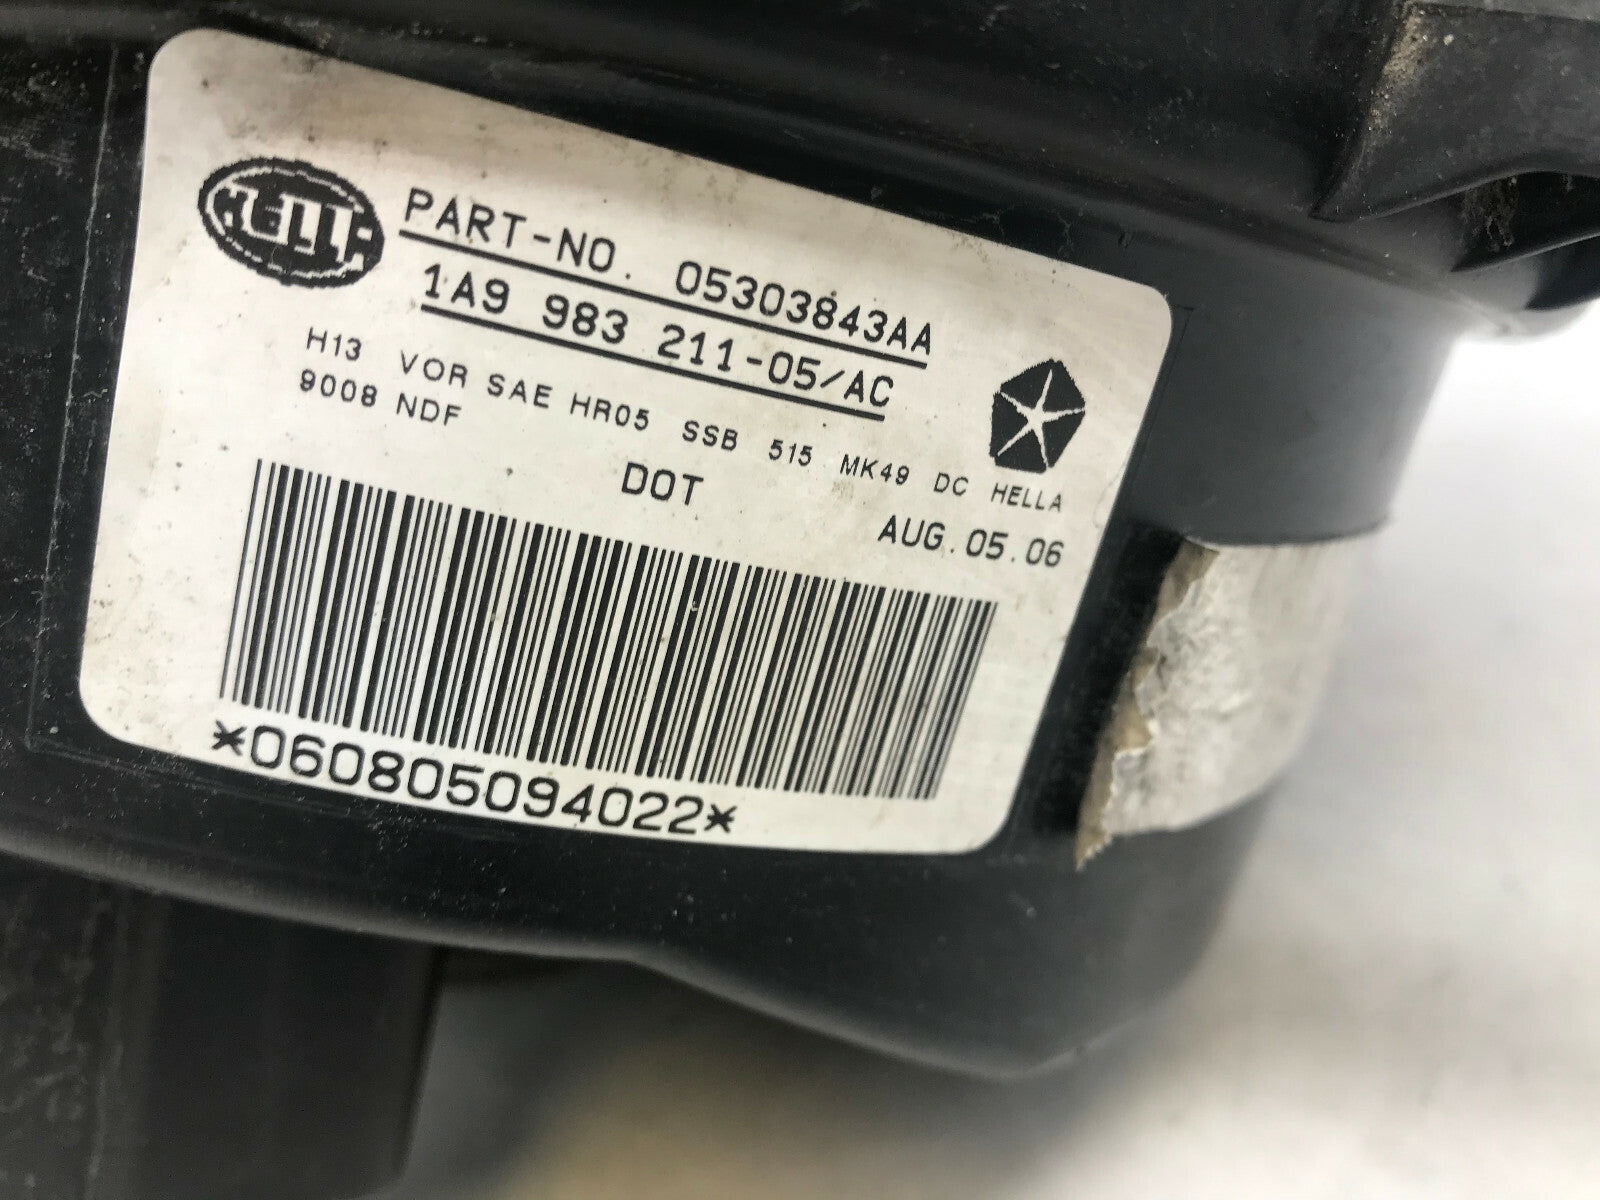 HELLA
PART-NO. 05303843AA
1A9 983 211-05/AC
H13 VOR SAE HR05 SSB 515 MK49 DC HELLA
9008 NDF
DOT
AUG.05.06
*060805094022*